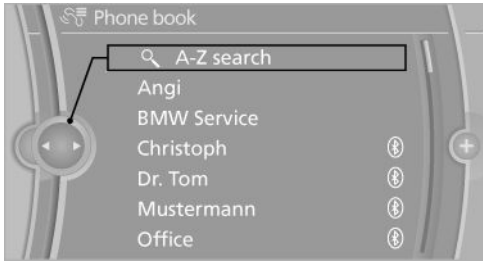 Phone book
A-Z search
Angi
BMW Service
Christoph
Dr. Tom
Mustermann
Office